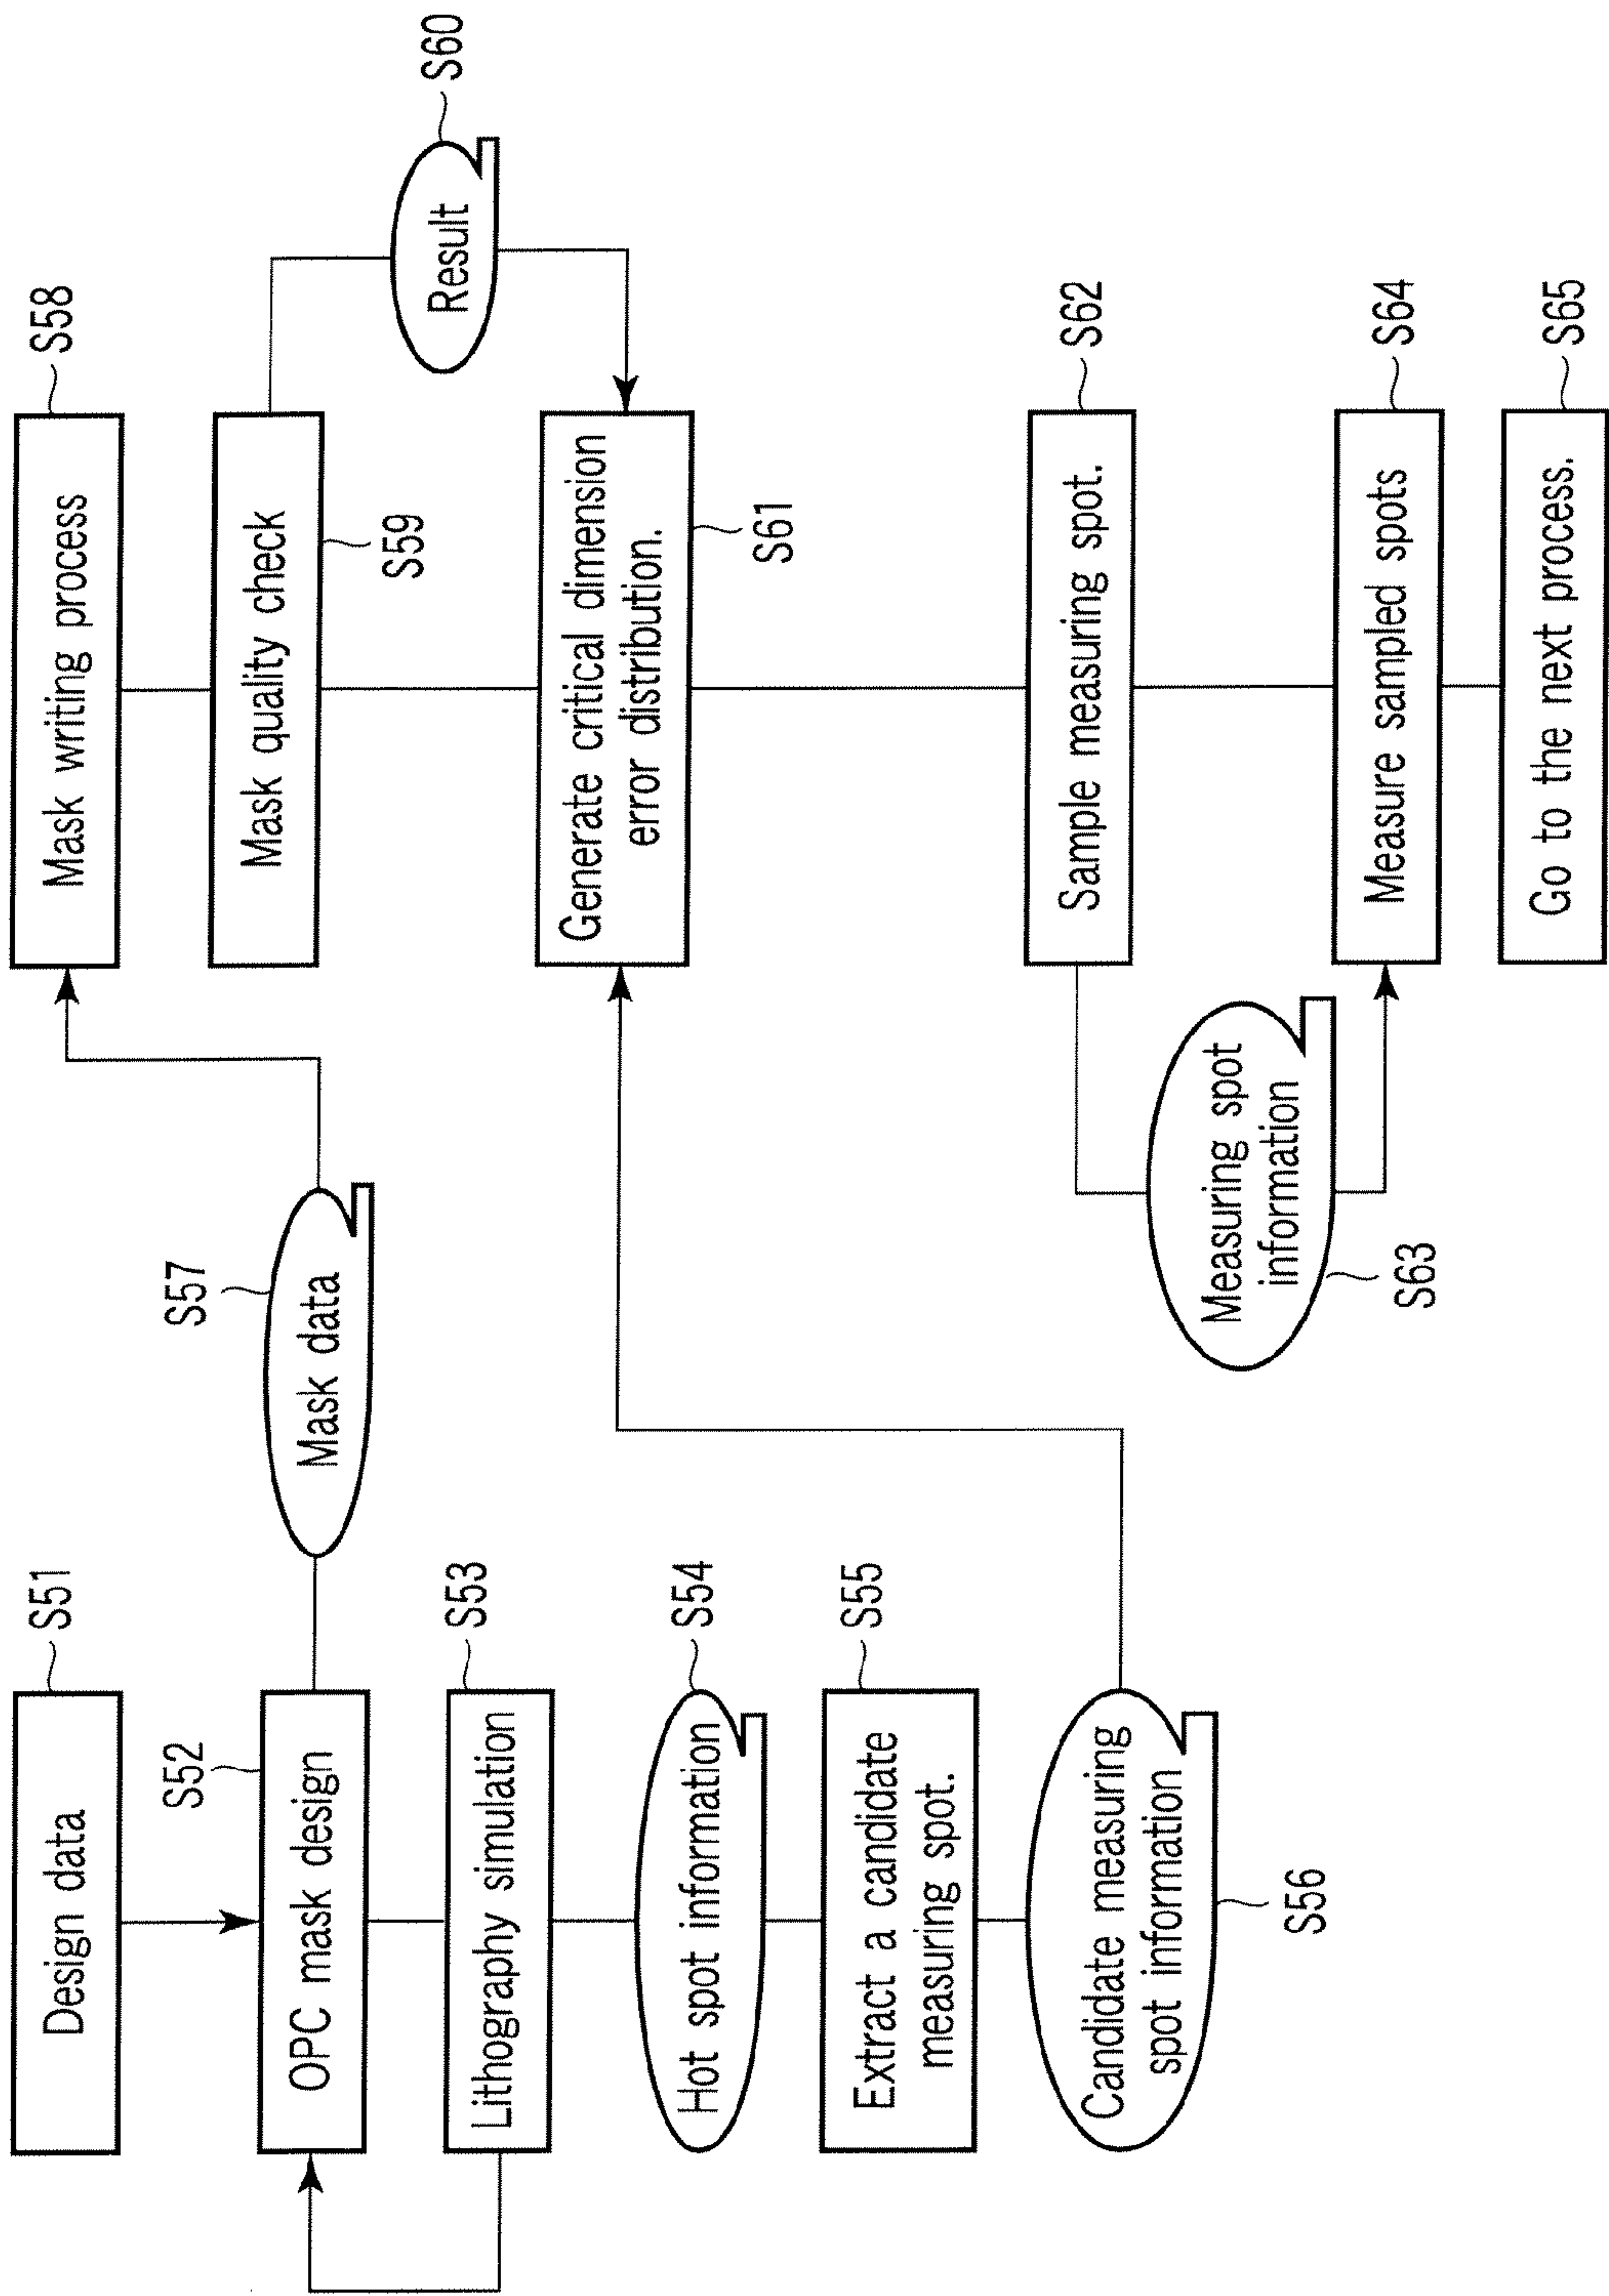 S51
Design data
S52
OPC mask design
S53
Lithography simulation
S54
Hot spot information
S55
Extract a candidate
measuring spot.
Candidate measuring
spot information
S56
S57
Mask data
S58
Mask writing process
Mask quality check
S59
S60
Result
Generate critical dimension
error distribution.
S61
S62
Sample measuring spot.
Measuring spot
information
S63
S64
Measure sampled spots
S65
Go to the next process.